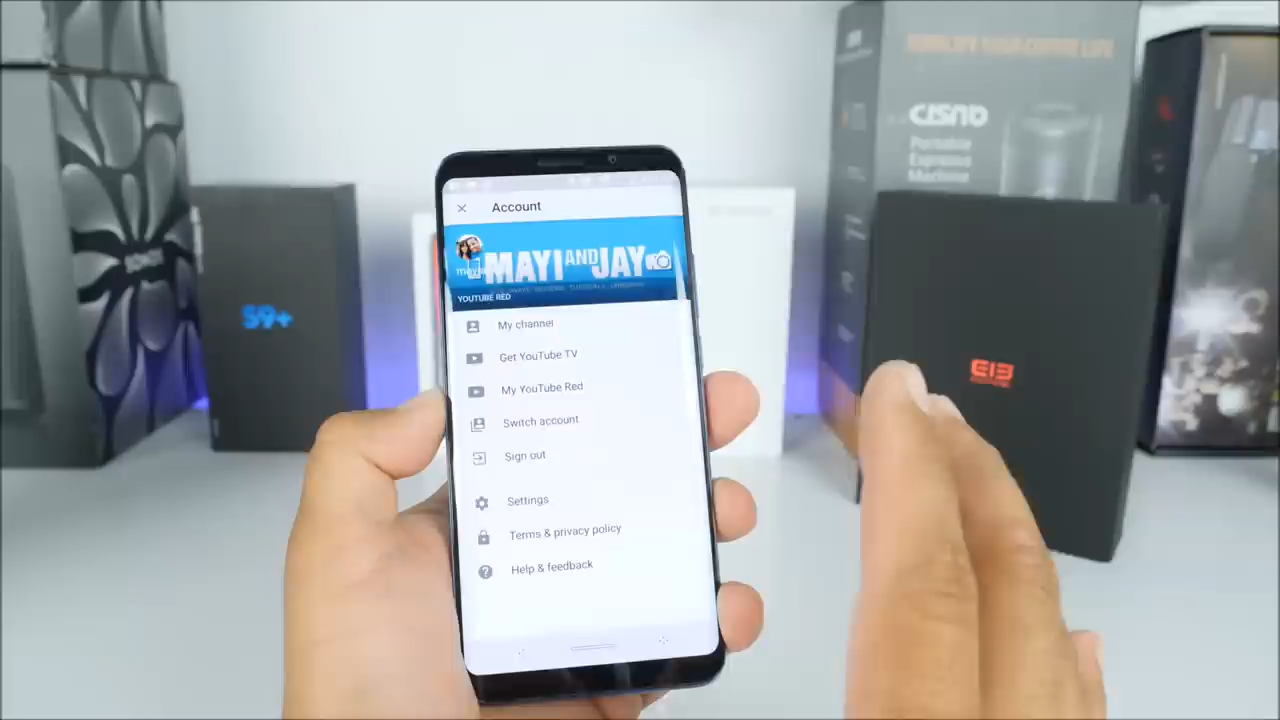 Account
MAYI AND JAY
YOUTUBE RED
My channel
Get YouTube TV
My YouTube Red
Switch account
Sign out
Settings
Terms & privacy policy
Help & feedback
S9+
CISNO
Portable
Espresso
Machine